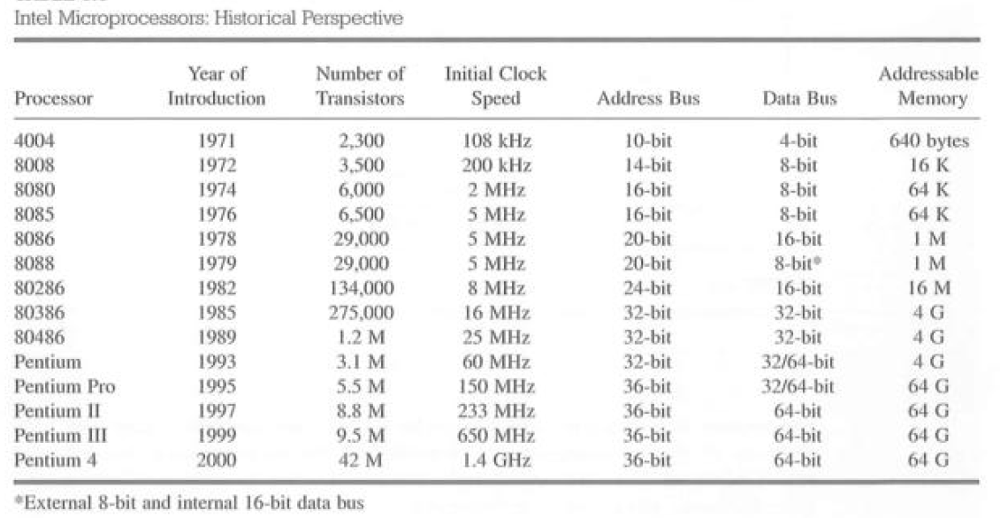 Intel Microprocessors: Historical Perspective
Year of Number of Initial Clock Addressable
Processor Introduction Transistors Speed Address Bus Data Bus Memory
4004 1971 2,300 108 kHz 10-bit 4-bit 640 bytes
8008 1972 3,500 200 kHz 14-bit 8-bit 16 K
8080 1974 6,000 2 MHz 16-bit 8-bit 64 K
8085 1976 6,500 5 MHz 16-bit 8-bit 64 K
8086 1978 29,000 5 MHz 20-bit 16-bit 1 M
8088 1979 29,000 5 MHz 20-bit 8-bit* 1 M
80286 1982 134,000 8 MHz 24-bit 16-bit 16 M
80386 1985 275,000 16 MHz 32-bit 32-bit 4 G
80486 1989 1.2 M 25 MHz 32-bit 32-bit 4 G
Pentium 1993 3.1 M 60 MHz 32-bit 32/64-bit 4 G
Pentium Pro 1995 5.5 M 150 MHz 36-bit 32/64-bit 64 G
Pentium II 1997 8.8 M 233 MHz 36-bit 64-bit 64 G
Pentium III 1999 9.5 M 650 MHz 36-bit 64-bit 64 G
Pentium 4 2000 42 M 1.4 GHz 36-bit 64-bit 64 G
*External 8-bit and internal 16-bit data bus